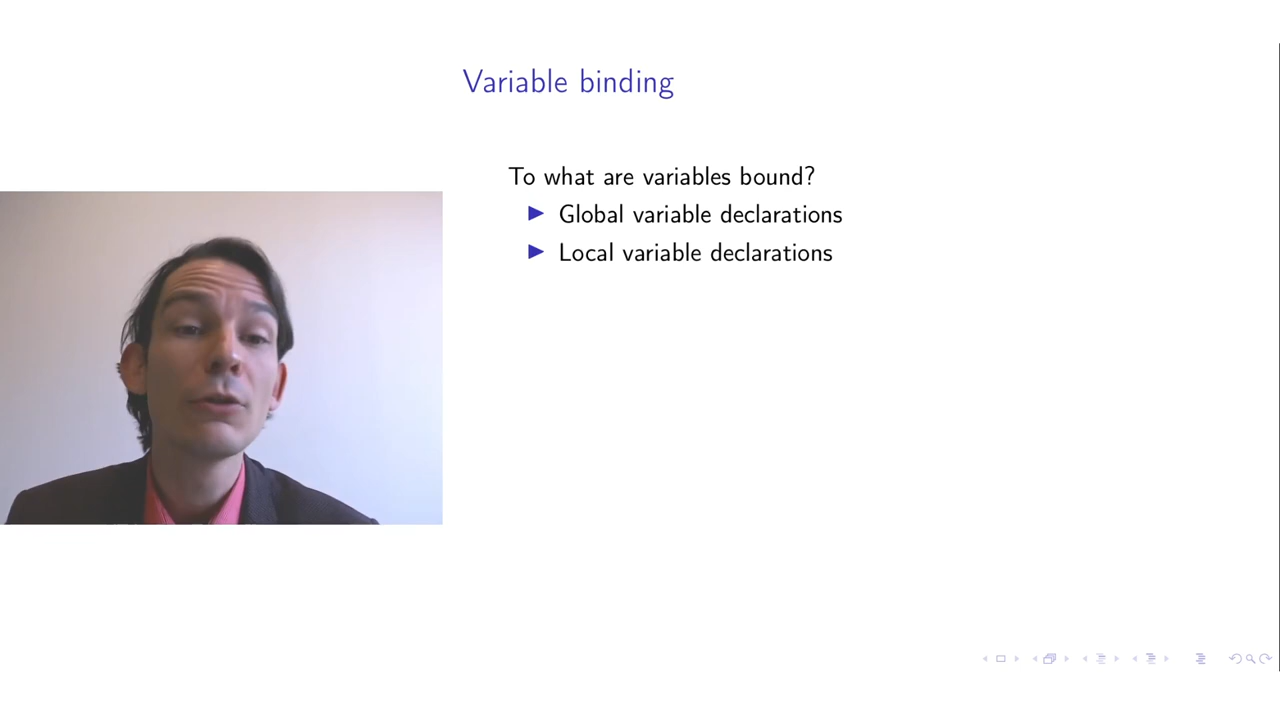 Variable binding
To what are variables bound?
Global variable declarations
Local variable declarations